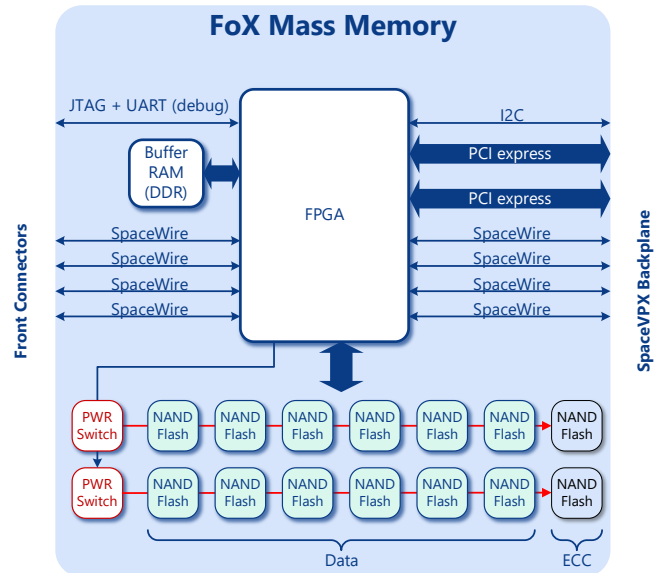 FoX Mass Memory
JTAG + UART (debug)
I2C
Buffer
RAM
(DDR)
PCI express
PCI express
FPGA
SpaceWire
SpaceWire
SpaceWire
SpaceWire
SpaceWire
SpaceWire
SpaceWire
SpaceWire
Front Connectors
SpaceVPX Backplane
PWR
Switch
NAND
Flash
NAND
Flash
NAND
Flash
NAND
Flash
NAND
Flash
NAND
Flash
NAND
Flash
PWR
Switch
NAND
Flash
NAND
Flash
NAND
Flash
NAND
Flash
NAND
Flash
NAND
Flash
NAND
Flash
Data
ECC